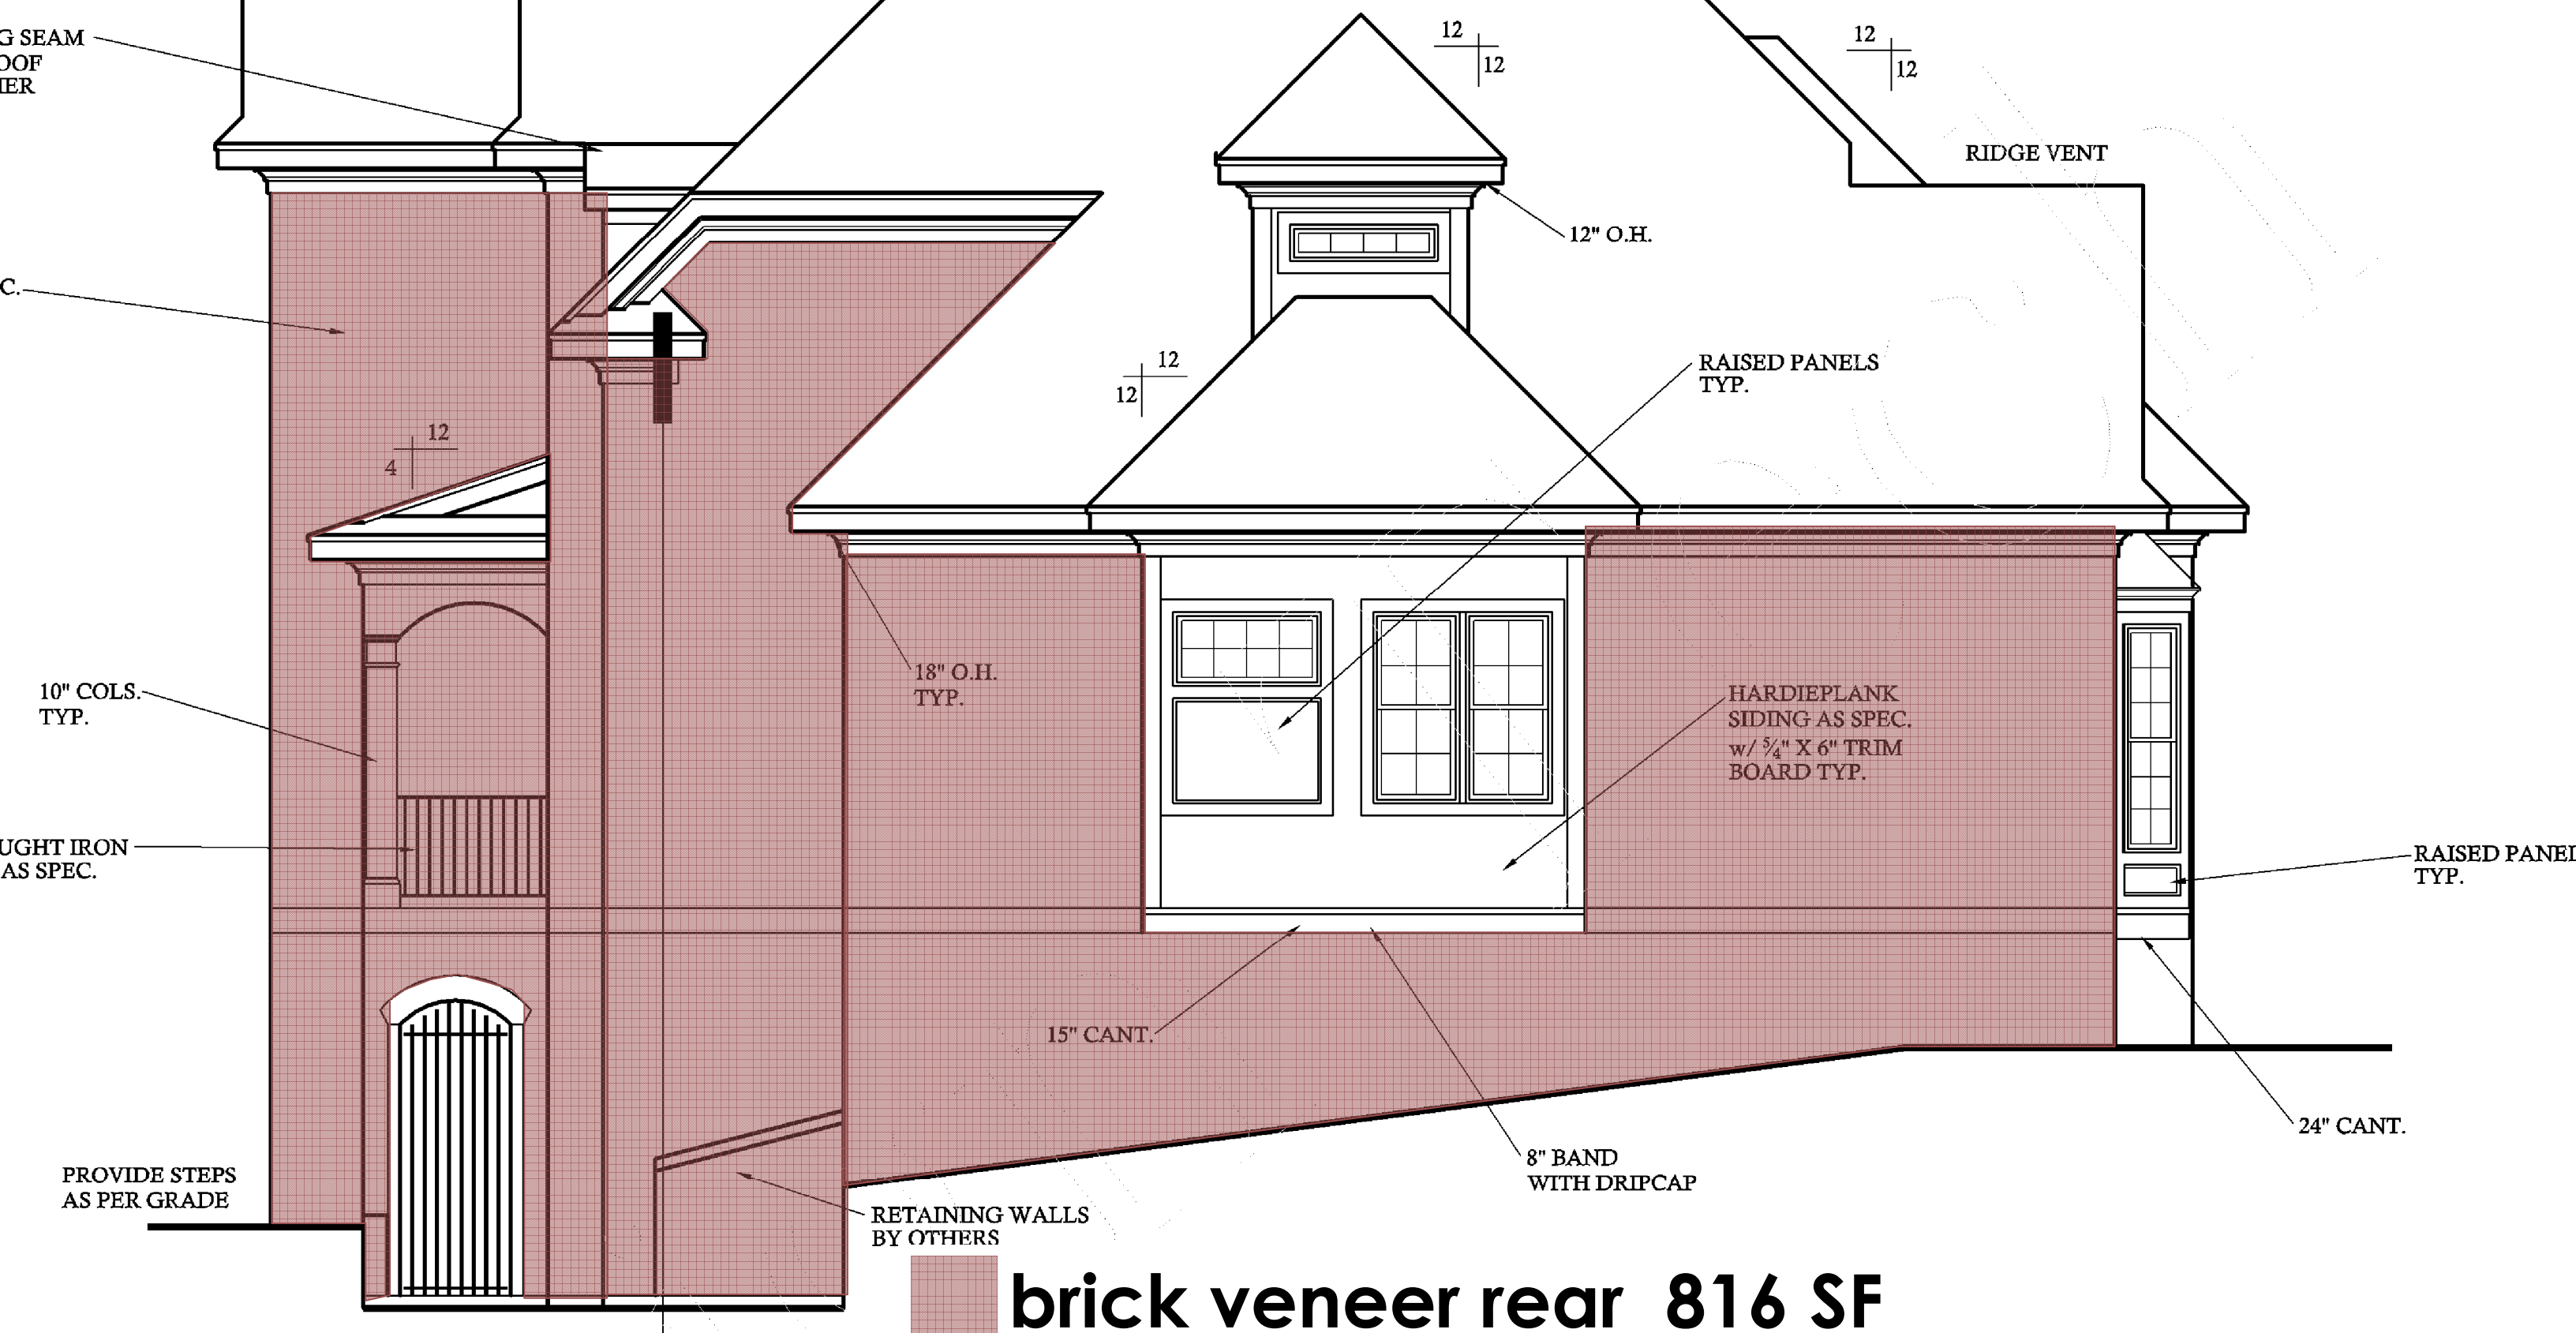 G SEAM
OOF
IER
12
12
12
12
RIDGE VENT
12" O.H.
C.
12
12
RAISED PANELS
TYP.
12
4
10" COLS.
TYP.
18" O.H.
TYP.
HARDIEPLANK
SIDING AS SPEC.
w/ 5/4" X 6" TRIM
BOARD TYP.
UGHT IRON
AS SPEC.
RAISED PANEL
TYP.
15" CANT.
24" CANT.
8" BAND
WITH DRIPCAP
PROVIDE STEPS
AS PER GRADE
RETAINING WALLS
BY OTHERS
brick veneer rear 816 SF